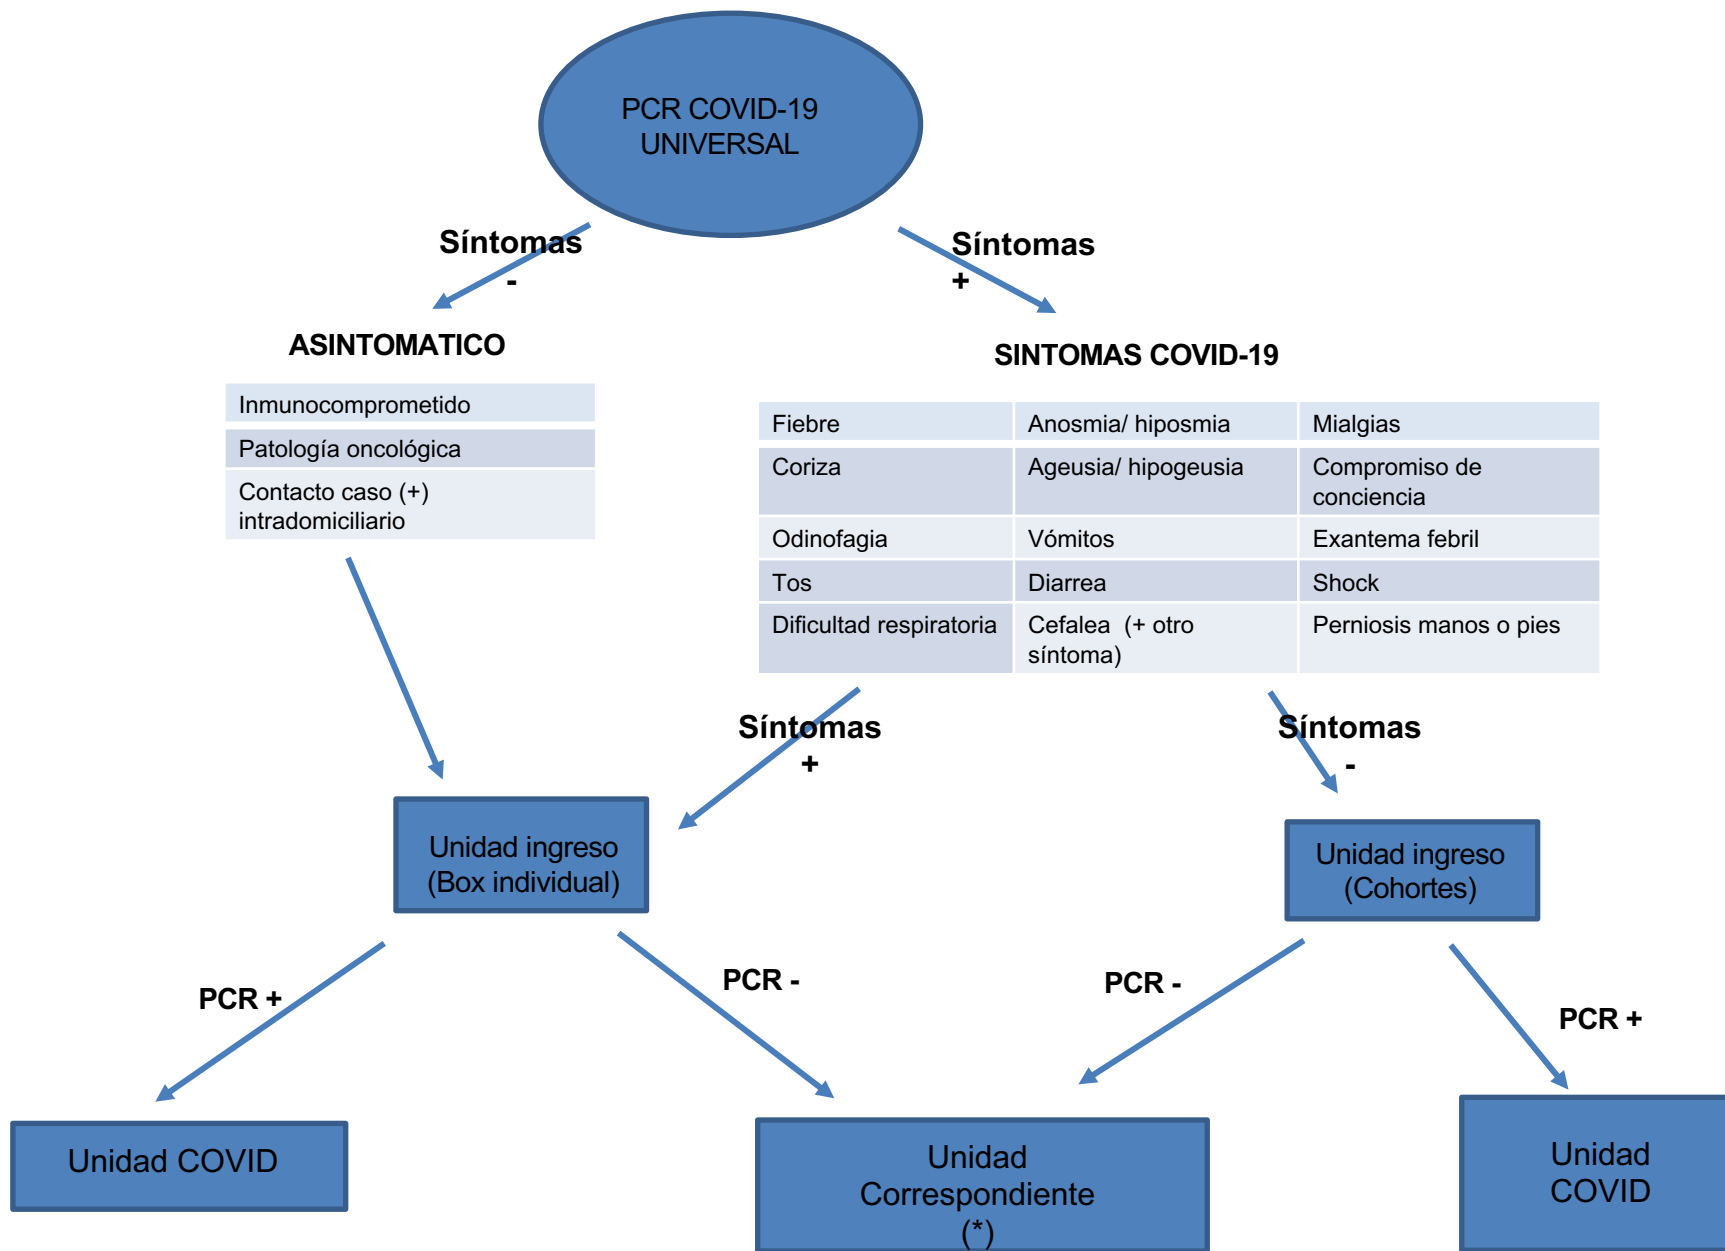 PCR COVID-19
UNIVERSAL
Síntomas
-
Síntomas
+
ASINTOMATICO
SINTOMAS COVID-19
Inmunocomprometido
Patología oncológica
Contacto caso (+)
intradomiciliario
Fiebre
Anosmia/ hiposmia
Mialgias
Coriza
Ageusia/ hipogeusia
Compromiso de
conciencia
Odinofagia
Vómitos
Exantema febril
Tos
Diarrea
Shock
Dificultad respiratoria
Cefalea (+ otro
síntoma)
Perniosis manos o pies
Síntomas
+
Síntomas
-
Unidad ingreso
(Box individual)
Unidad ingreso
(Cohortes)
PCR +
PCR -
PCR -
PCR +
Unidad COVID
Unidad
Correspondiente
(*)
Unidad
COVID